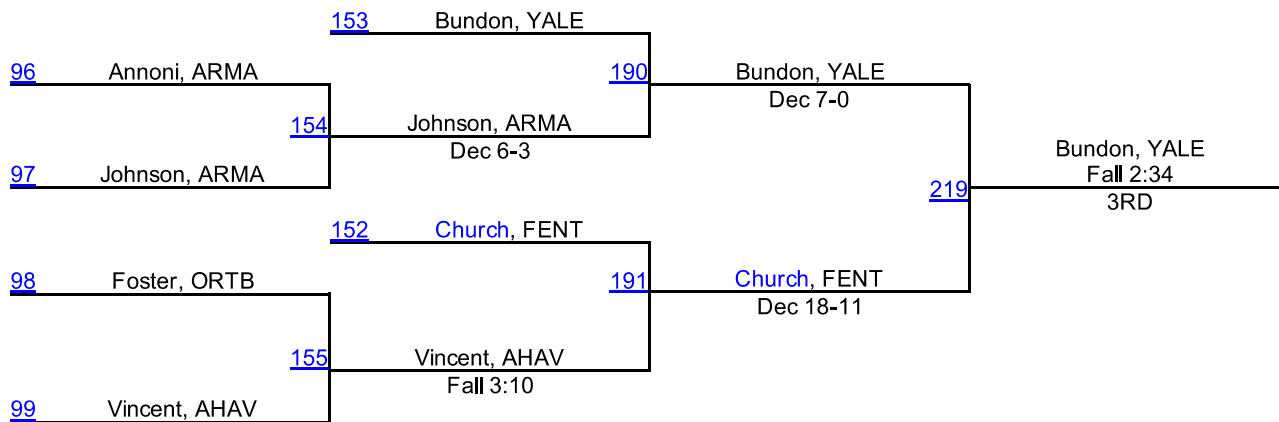 153 Bundon, YALE
96 Annoni, ARMA
190 Bundon, YALE
Dec 7-0
154 Johnson, ARMA
Dec 6-3
Bundon, YALE
97 Johnson, ARMA
Fall 2:34
219
3RD
152 Church, FENT
98 Foster, ORTB
191 Church, FENT
Dec 18-11
155 Vincent, AHAV
Fall 3:10
99 Vincent, AHAV